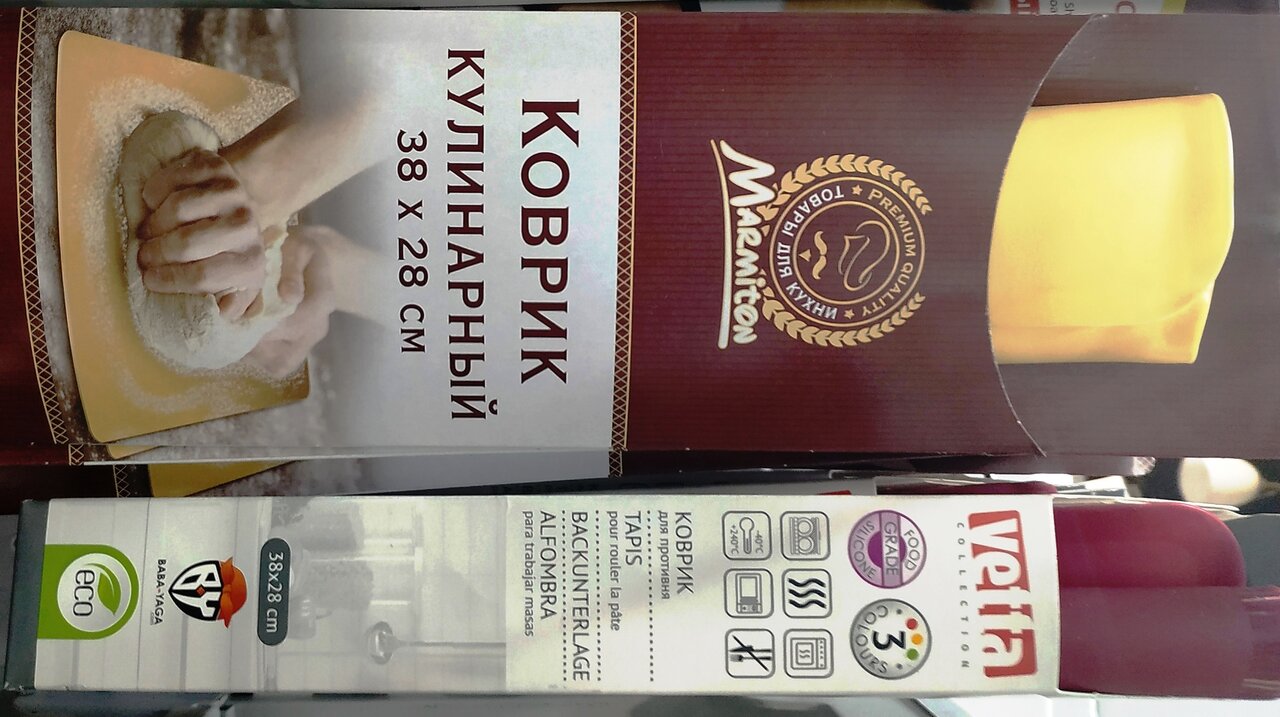 PREMIUM QUALITY
ТОВАРЫ ДЛЯ КУХНИ
MARMITON
КОВРИК
КУЛИНАРНЫЙ
38 X 28 СМ
Vetta
COLLECTION
FOOD
GRADE
SILICONE
3
COLOURS
-40°C
+240°C
КОВРИК
для противня
TAPIS
pour rouler la pâte
BACKUNTERLAGE
ALFOMBRA
para trabajar masas
38x28 cm
BY
BABA-YAGA
eco